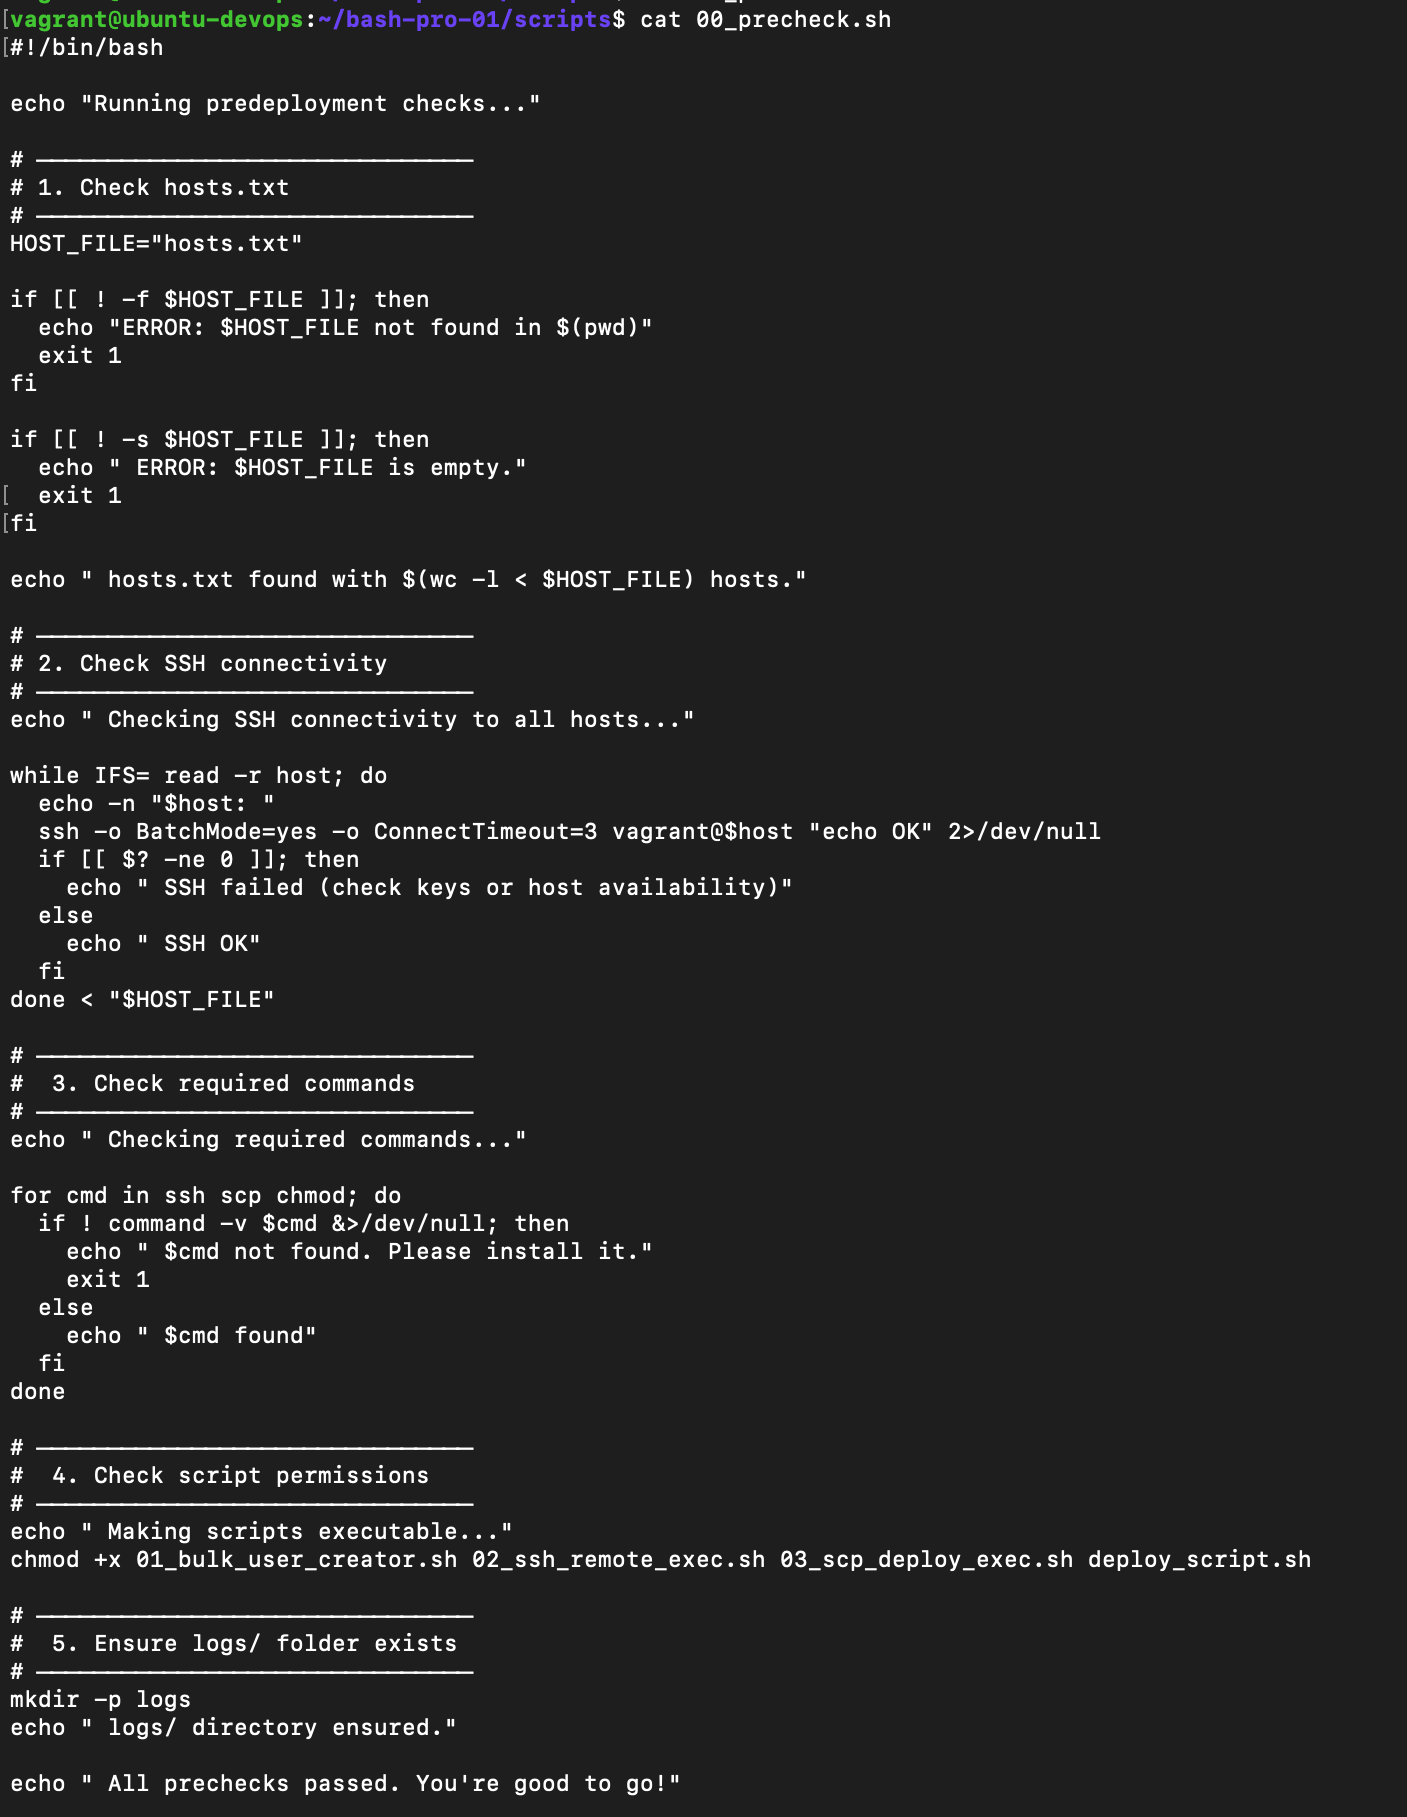 vagrant@ubuntu-devops:~/bash-pro-01/scripts$ cat 00_precheck.sh
#!/bin/bash

echo "Running predeployment checks..."

# ───────────────────────────────
# 1. Check hosts.txt
# ───────────────────────────────
HOST_FILE="hosts.txt"

if [[ ! -f $HOST_FILE ]]; then
  echo "ERROR: $HOST_FILE not found in $(pwd)"
  exit 1
fi

if [[ ! -s $HOST_FILE ]]; then
  echo " ERROR: $HOST_FILE is empty."
  exit 1
fi

echo " hosts.txt found with $(wc -l < $HOST_FILE) hosts."

# ───────────────────────────────
# 2. Check SSH connectivity
# ───────────────────────────────
echo " Checking SSH connectivity to all hosts..."

while IFS= read -r host; do
  echo -n "$host: "
  ssh -o BatchMode=yes -o ConnectTimeout=3 vagrant@$host "echo OK" 2>/dev/null
  if [[ $? -ne 0 ]]; then
    echo " SSH failed (check keys or host availability)"
  else
    echo " SSH OK"
  fi
done < "$HOST_FILE"

# ───────────────────────────────
#  3. Check required commands
# ───────────────────────────────
echo " Checking required commands..."

for cmd in ssh scp chmod; do
  if ! command -v $cmd &>/dev/null; then
    echo " $cmd not found. Please install it."
    exit 1
  else
    echo " $cmd found"
  fi
done

# ───────────────────────────────
#  4. Check script permissions
# ───────────────────────────────
echo " Making scripts executable..."
chmod +x 01_bulk_user_creator.sh 02_ssh_remote_exec.sh 03_scp_deploy_exec.sh deploy_script.sh

# ───────────────────────────────
#  5. Ensure logs/ folder exists
# ───────────────────────────────
mkdir -p logs
echo " logs/ directory ensured."

echo " All prechecks passed. You're good to go!"